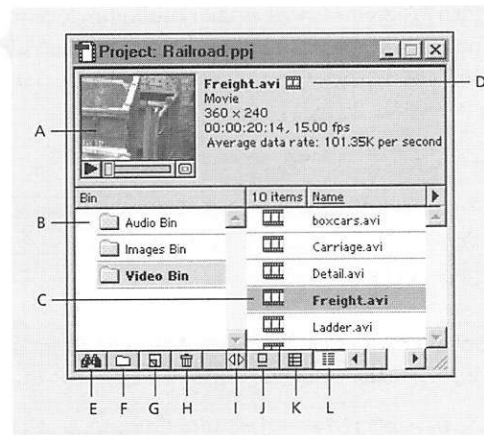 Project: Railroad.ppj
Freight.avi
D
Movie
360 x 240
00:00:20:14, 15.00 fps
Average data rate: 101.35K per second
A
Bin
10 items
Name
B
Audio Bin
boxcars.avi
Images Bin
Carriage.avi
Video Bin
Detail.avi
C
Freight.avi
Ladder.avi
E F G H I J K L